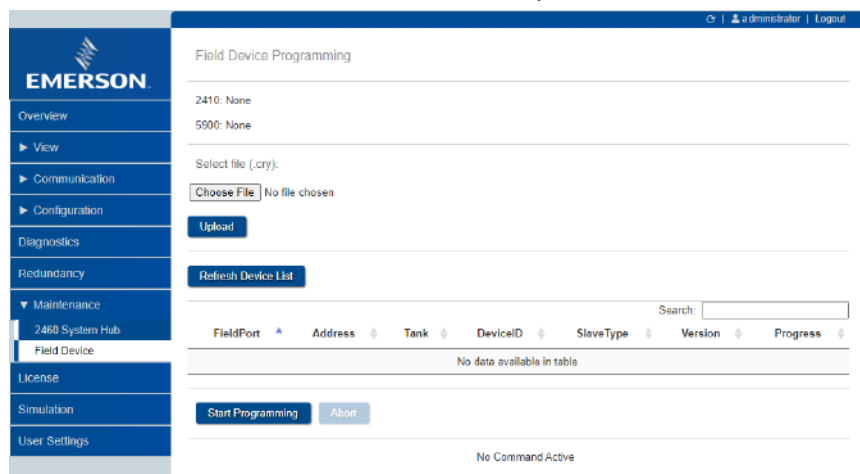 administrator | Logout
EMERSON.
Overview
View
Communication
Configuration
Diagnostics
Redundancy
Maintenance
2460 System Hub
Field Device
License
Simulation
User Settings
Field Device Programming
2410: None
5900: None
Select file (.cry):
Choose File No file chosen
Upload
Refresh Device List
Search:
FieldPort Address Tank DeviceID SlaveType Version Progress
No data available in table
Start Programming Abort
No Command Active